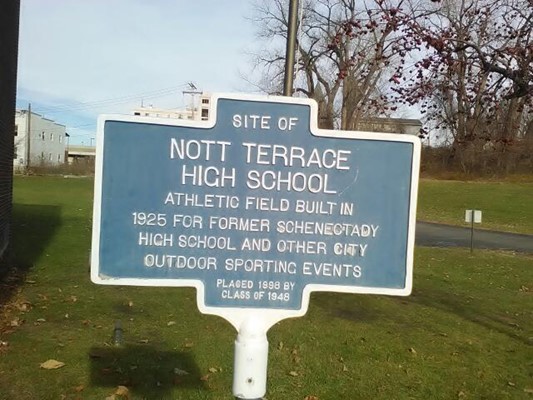 SITE OF
NOTT TERRACE
HIGH SCHOOL
ATHLETIC FIELD BUILT IN
1925 FOR FORMER SCHENECTADY
HIGH SCHOOL AND OTHER CITY
OUTDOOR SPORTING EVENTS
PLACED 1998 BY
CLASS OF 1948